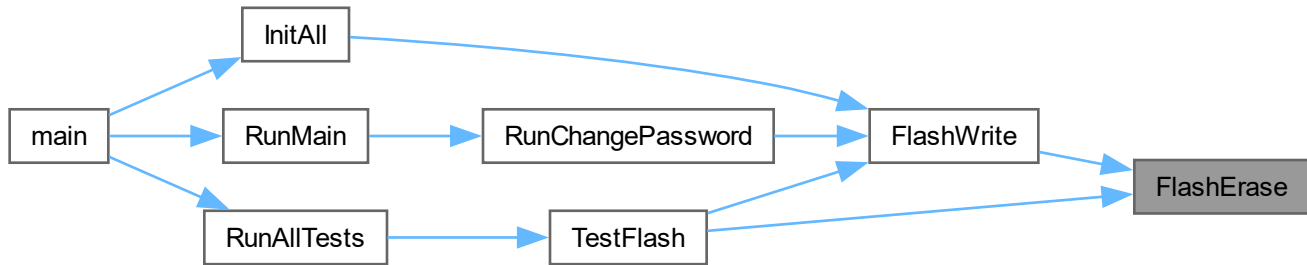 main
InitAll
RunMain
RunAllTests
RunChangePassword
TestFlash
FlashWrite
FlashErase